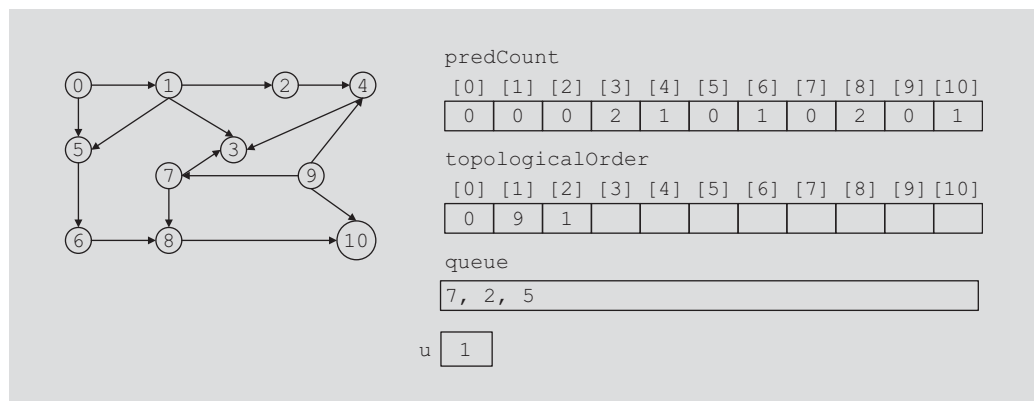 0 1 2 4
5 3
7 9
6 8 10
predCount
[0] [1] [2] [3] [4] [5] [6] [7] [8] [9] [10]
0 0 0 2 1 0 1 0 2 0 1
topologicalOrder
[0] [1] [2] [3] [4] [5] [6] [7] [8] [9] [10]
0 9 1
queue
7, 2, 5
u 1